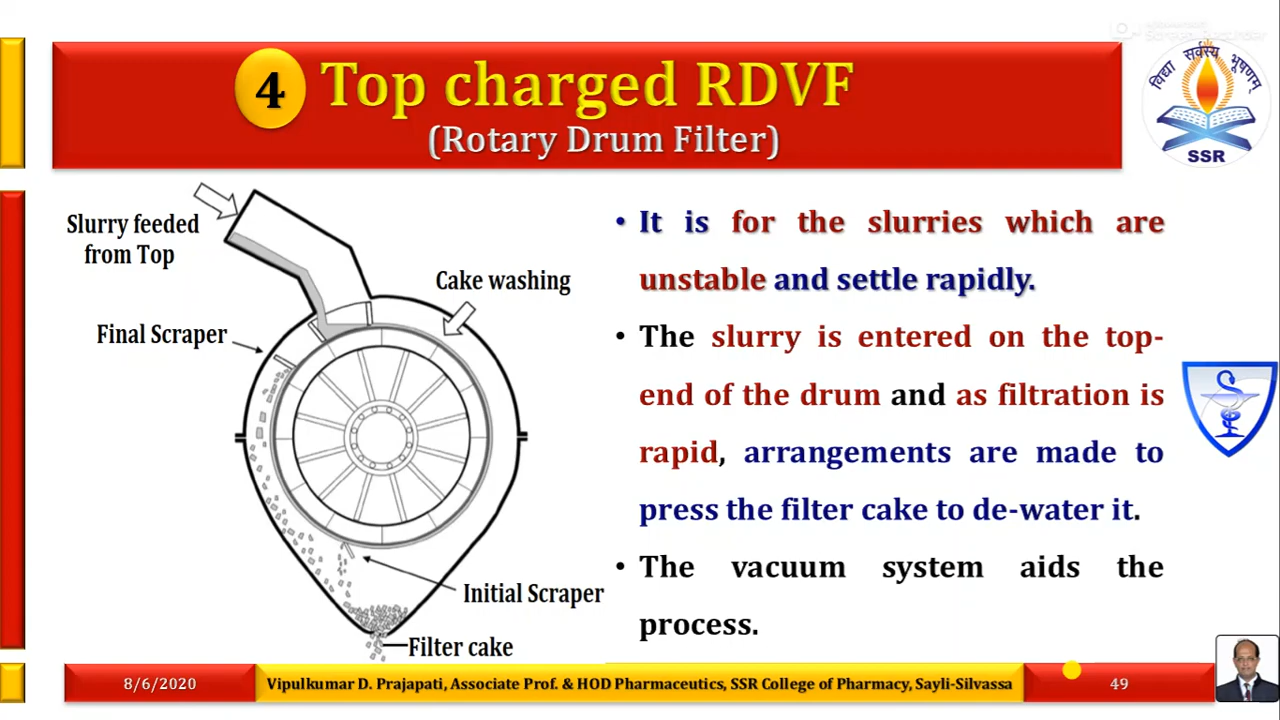 4 Top charged RDVF
(Rotary Drum Filter)
विद्या सर्वस्य भूषणम्
SSR
Slurry feeded
from Top
Cake washing
Final Scraper
Initial Scraper
Filter cake
• It is for the slurries which are
unstable and settle rapidly.
• The slurry is entered on the top-
end of the drum and as filtration is
rapid, arrangements are made to
press the filter cake to de-water it.
• The vacuum system aids the
process.
8/6/2020
Vipulkumar D. Prajapati, Associate Prof. & HOD Pharmaceutics, SSR College of Pharmacy, Sayli-Silvassa
49